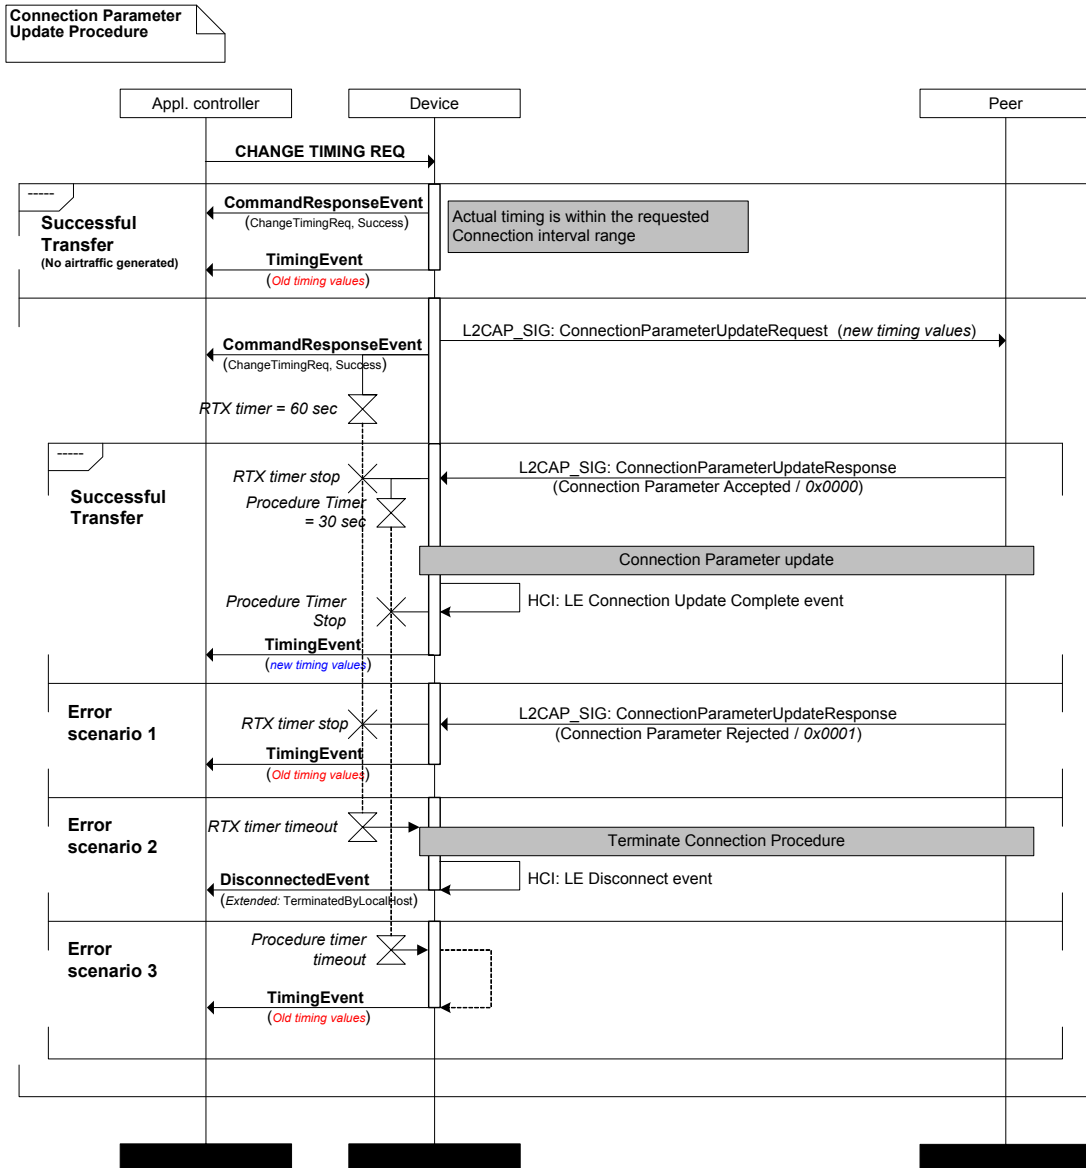 Connection Parameter
Update Procedure
Appl. controller
Device
Peer
CHANGE TIMING REQ
-----
Successful
Transfer
(No airtraffic generated)
CommandResponseEvent
(ChangeTimingReq, Success)
Actual timing is within the requested
Connection interval range
TimingEvent
(Old timing values)
L2CAP_SIG: ConnectionParameterUpdateRequest (new timing values)
CommandResponseEvent
(ChangeTimingReq, Success)
RTX timer = 60 sec
-----
Successful
Transfer
RTX timer stop
L2CAP_SIG: ConnectionParameterUpdateResponse
(Connection Parameter Accepted / 0x0000)
Procedure Timer
= 30 sec
Connection Parameter update
HCI: LE Connection Update Complete event
Procedure Timer
Stop
TimingEvent
(new timing values)
Error
scenario 1
RTX timer stop
L2CAP_SIG: ConnectionParameterUpdateResponse
(Connection Parameter Rejected / 0x0001)
TimingEvent
(Old timing values)
Error
scenario 2
RTX timer timeout
Terminate Connection Procedure
HCI: LE Disconnect event
DisconnectedEvent
(Extended: TerminatedByLocalHost)
Error
scenario 3
Procedure timer
timeout
TimingEvent
(Old timing values)